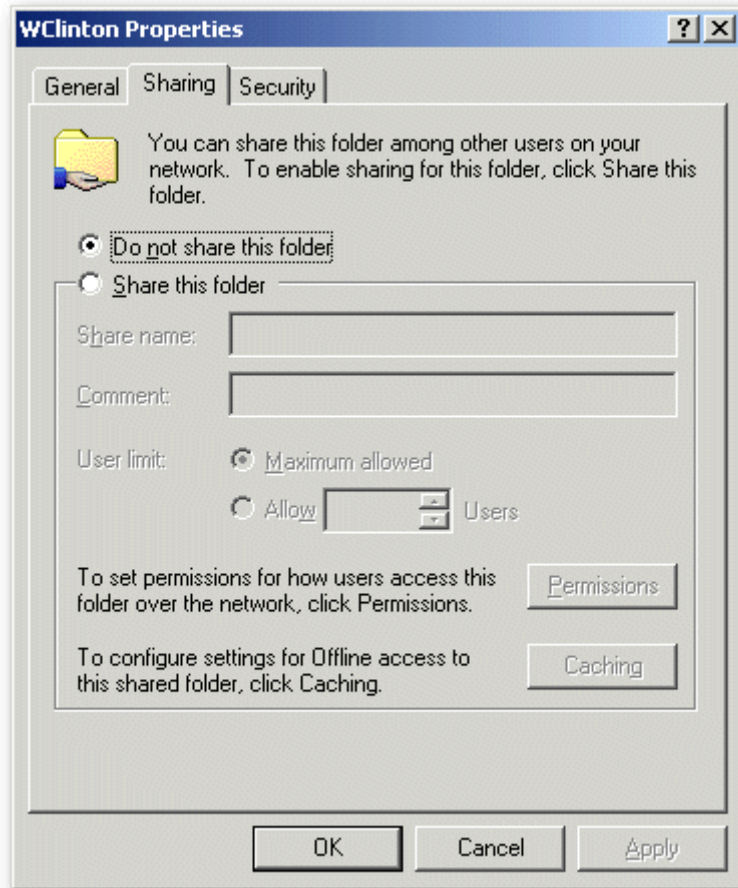 WClinton Properties
General Sharing Security
You can share this folder among other users on your
network. To enable sharing for this folder, click Share this
folder.
Do not share this folder
Share this folder
Share name:
Comment:
User limit: Maximum allowed
Allow Users
To set permissions for how users access this
folder over the network, click Permissions.
Permissions
To configure settings for Offline access to
this shared folder, click Caching.
Caching
OK Cancel Apply